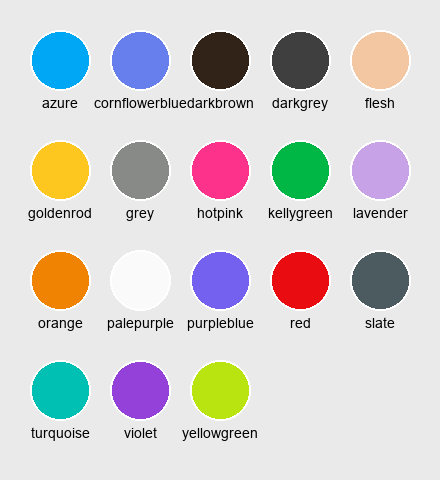 azure cornflowerblue darkbrown darkgrey flesh
goldenrod grey hotpink kellygreen lavender
orange palepurple purpleblue red slate
turquoise violet yellowgreen